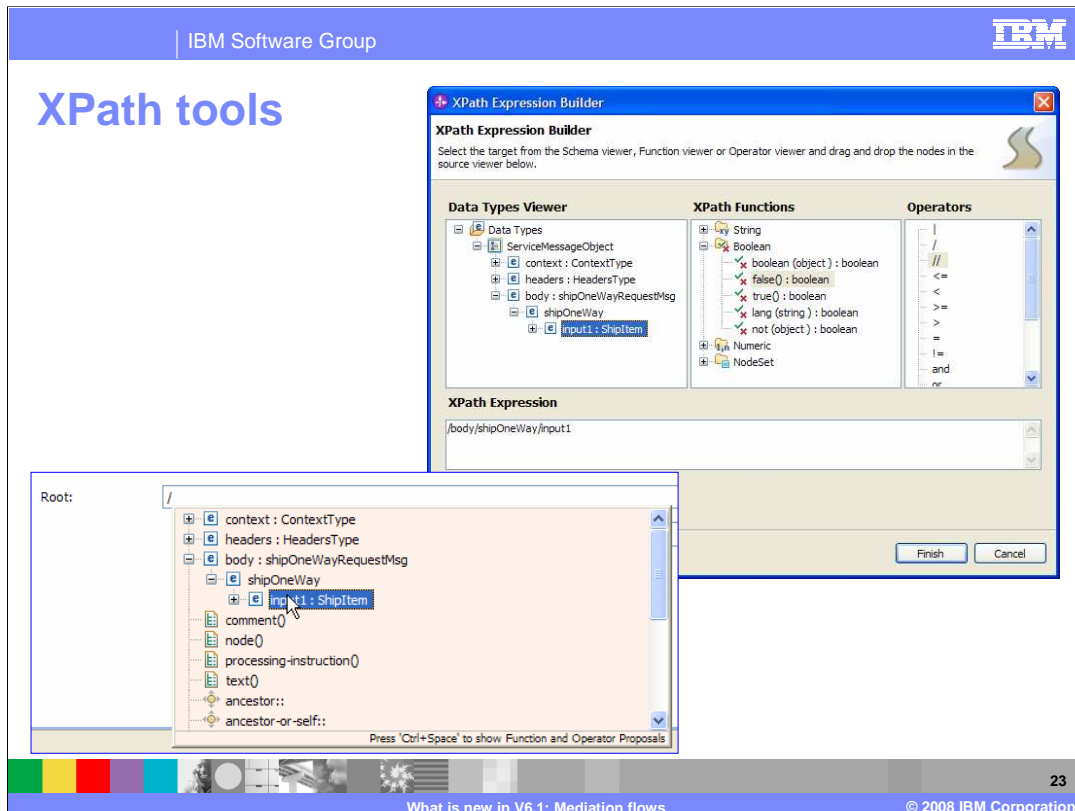 IBM Software Group
IBM
XPath tools
XPath Expression Builder
XPath Expression Builder
Select the target from the Schema viewer, Function viewer or Operator viewer and drag and drop the nodes in the
source viewer below.
Data Types Viewer
XPath Functions
Operators
Data Types
ServiceMessageObject
context : ContextType
headers : HeadersType
body : shipOneWayRequestMsg
shipOneWay
input1 : ShipItem
String
Boolean
boolean (object ) : boolean
false() : boolean
true() : boolean
lang (string ) : boolean
not (object ) : boolean
Numeric
NodeSet
|
/
//
<=
<
>=
>
=
!=
and
or
XPath Expression
/body/shipOneWay/input1
Finish
Cancel
Root:
/
context : ContextType
headers : HeadersType
body : shipOneWayRequestMsg
shipOneWay
input1 : ShipItem
comment()
node()
processing-instruction()
text()
ancestor::
ancestor-or-self::
Press 'Ctrl+Space' to show Function and Operator Proposals
23
What is new in V6.1: Mediation flows
© 2008 IBM Corporation